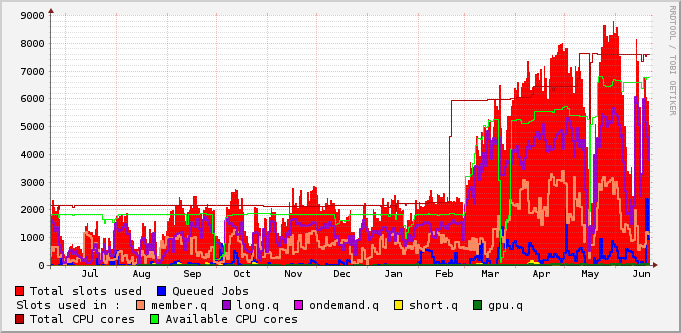 9000
8000
7000
6000
5000
4000
3000
2000
1000
0
Jul Aug Sep Oct Nov Dec Jan Feb Mar Apr May Jun
RRDTOOL / TOBI OETIKER
Total slots used Queued Jobs
Slots used in : member.q long.q ondemand.q short.q gpu.q
Total CPU cores Available CPU cores